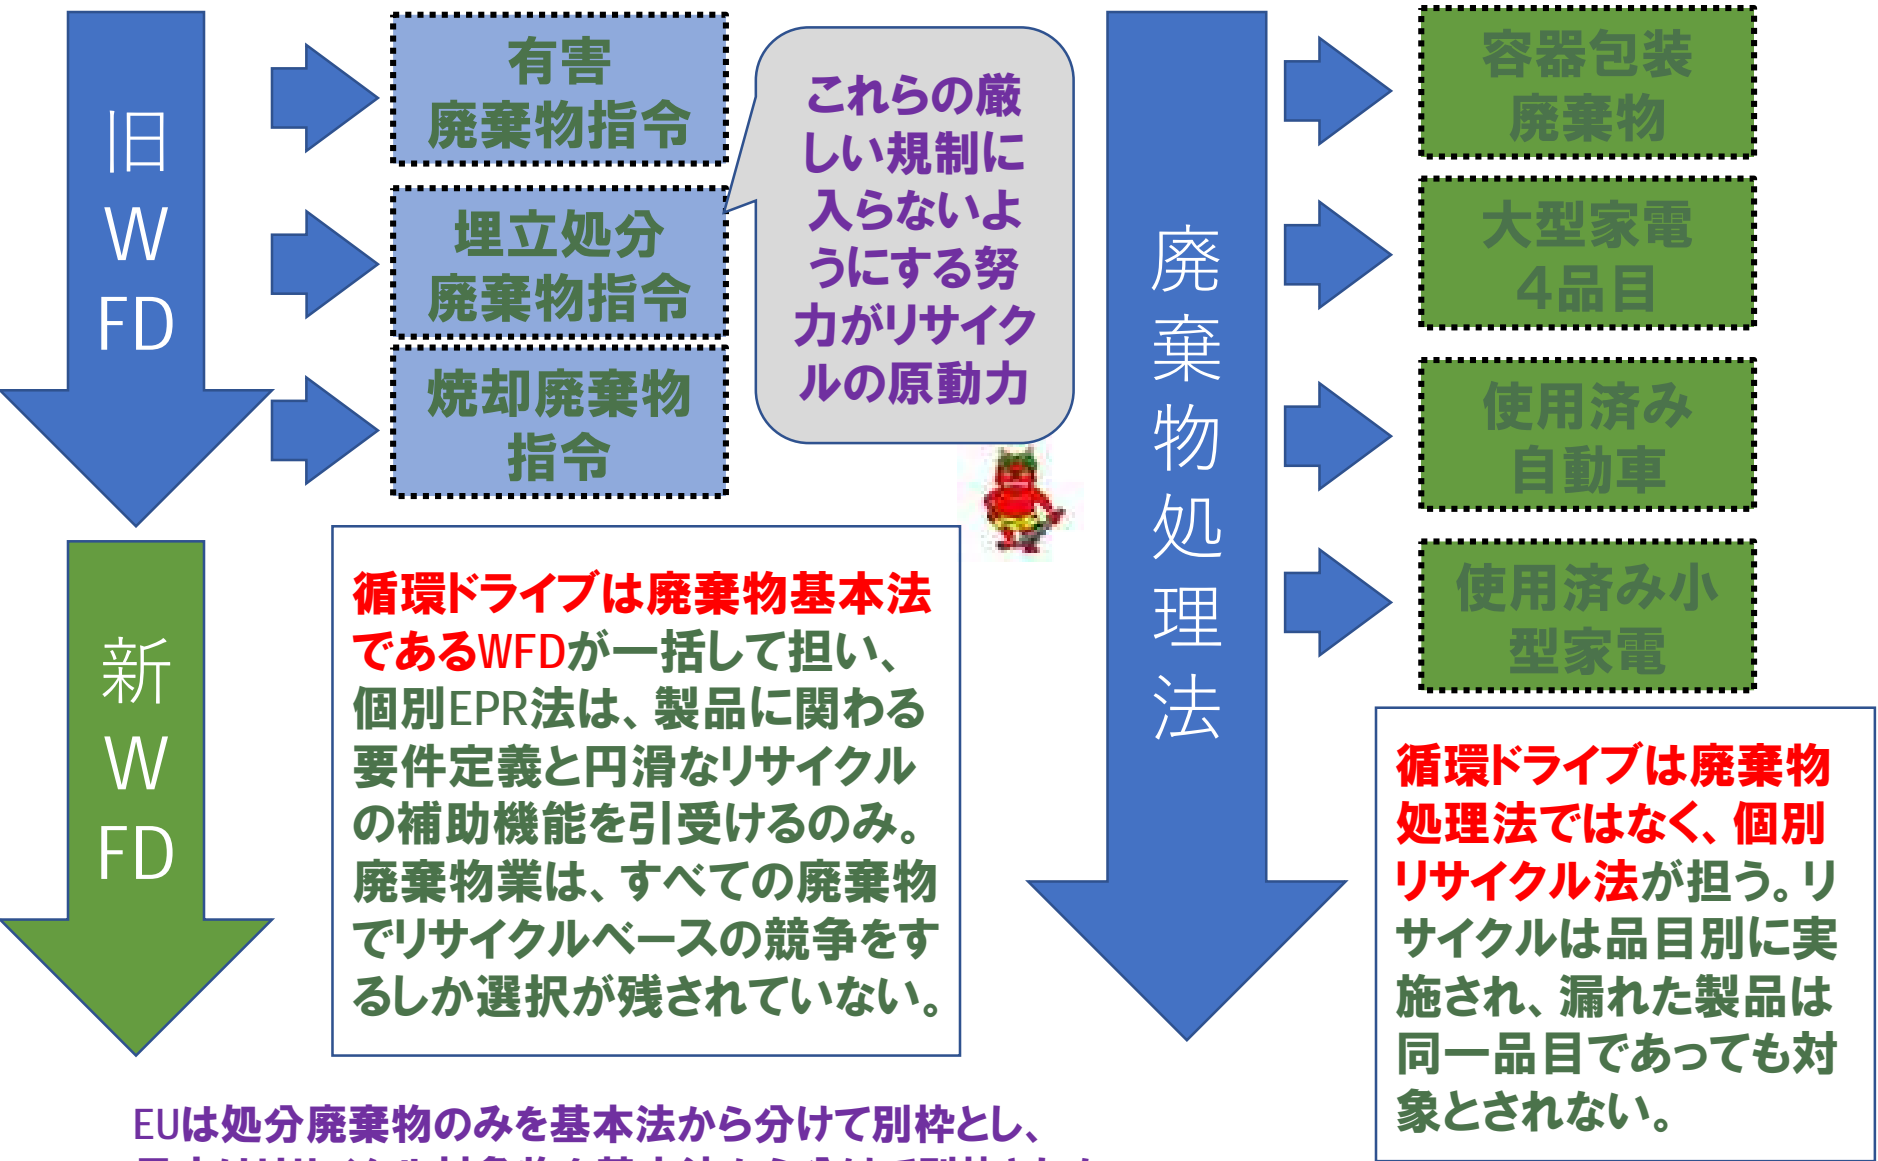 旧
W
FD
有害
廃棄物指令
埋立処分
廃棄物指令
焼却廃棄物
指令
これらの厳
しい規制に
入らないよ
うにする努
力がリサイク
ルの原動力
新
W
FD
循環ドライブは廃棄物基本法
であるWFDが一括して担い、
個別EPR法は、製品に関わる
要件定義と円滑なリサイクル
の補助機能を引受けるのみ。
廃棄物業は、すべての廃棄物
でリサイクルベースの競争をす
るしか選択が残されていない。
廃
棄
物
処
理
法
容器包装
廃棄物
大型家電
4品目
使用済み
自動車
使用済み小
型家電
循環ドライブは廃棄物
処理法ではなく、個別
リサイクル法が担う。リ
サイクルは品目別に実
施され、漏れた製品は
同一品目であっても対
象とされない。
EUは処分廃棄物のみを基本法から分けて別枠とし、